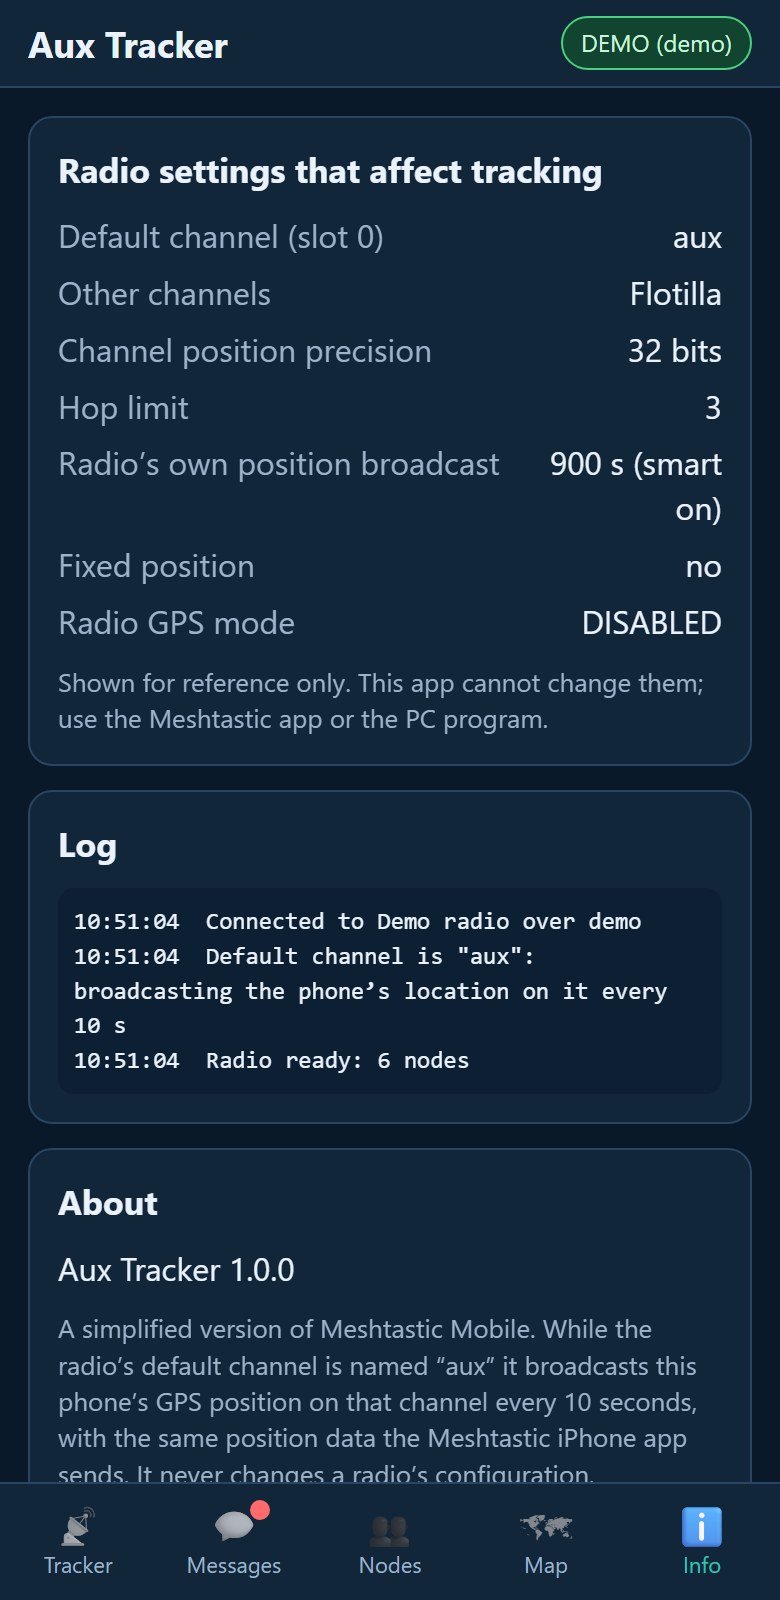 Aux Tracker
DEMO (demo)
Radio settings that affect tracking
Default channel (slot 0) aux
Other channels Flotilla
Channel position precision 32 bits
Hop limit 3
Radio’s own position broadcast 900 s (smart
on)
Fixed position no
Radio GPS mode DISABLED
Shown for reference only. This app cannot change them;
use the Meshtastic app or the PC program.
Log
10:51:04 Connected to Demo radio over demo
10:51:04 Default channel is "aux":
broadcasting the phone’s location on it every
10 s
10:51:04 Radio ready: 6 nodes
About
Aux Tracker 1.0.0
A simplified version of Meshtastic Mobile. While the
radio’s default channel is named “aux” it broadcasts this
phone’s GPS position on that channel every 10 seconds,
with the same position data the Meshtastic iPhone app
sends. It never changes a radio’s configuration.
Tracker
Messages
Nodes
Map
Info